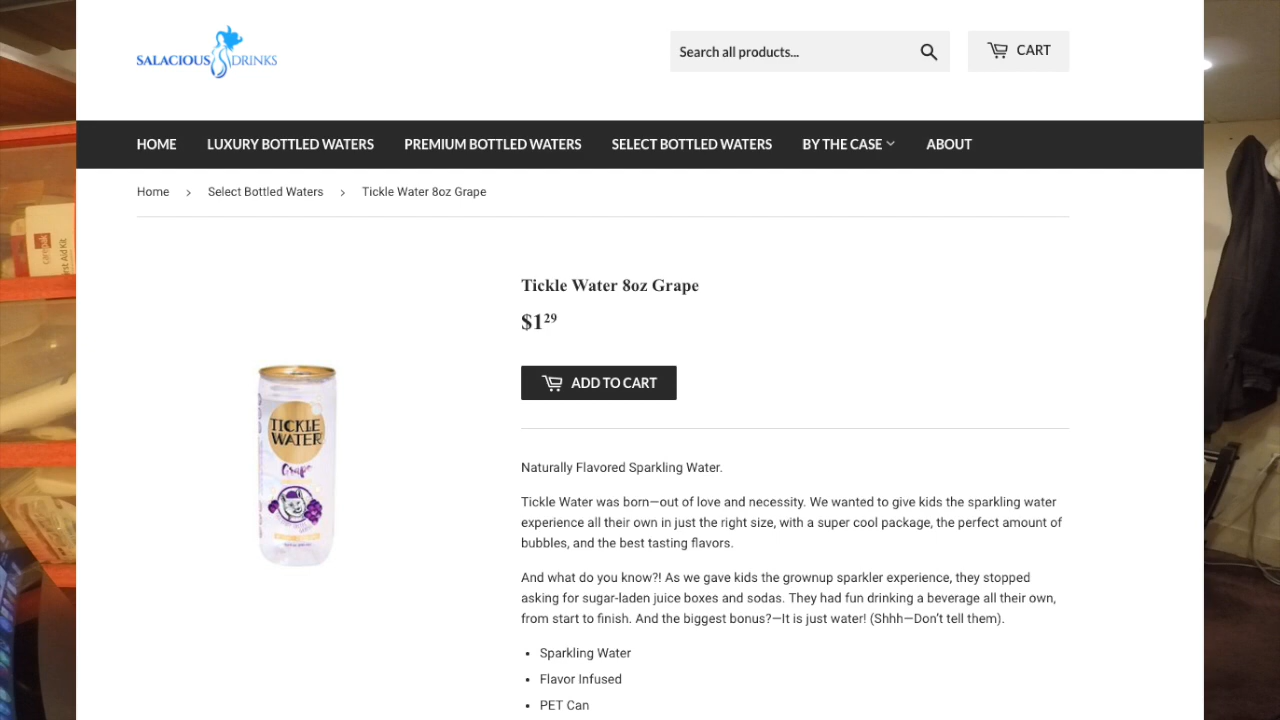 SALACIOUS DRINKS
Search all products...
CART
HOME
LUXURY BOTTLED WATERS
PREMIUM BOTTLED WATERS
SELECT BOTTLED WATERS
BY THE CASE
ABOUT
Home › Select Bottled Waters › Tickle Water 8oz Grape
Tickle Water 8oz Grape
$1 29
ADD TO CART
TICKLE
WATER
Grape
Naturally Flavored Sparkling Water.
Tickle Water was born—out of love and necessity. We wanted to give kids the sparkling water
experience all their own in just the right size, with a super cool package, the perfect amount of
bubbles, and the best tasting flavors.
And what do you know?! As we gave kids the grownup sparkler experience, they stopped
asking for sugar-laden juice boxes and sodas. They had fun drinking a beverage all their own,
from start to finish. And the biggest bonus?—It is just water! (Shhh—Don’t tell them).
• Sparkling Water
• Flavor Infused
• PET Can
st Aid Kit